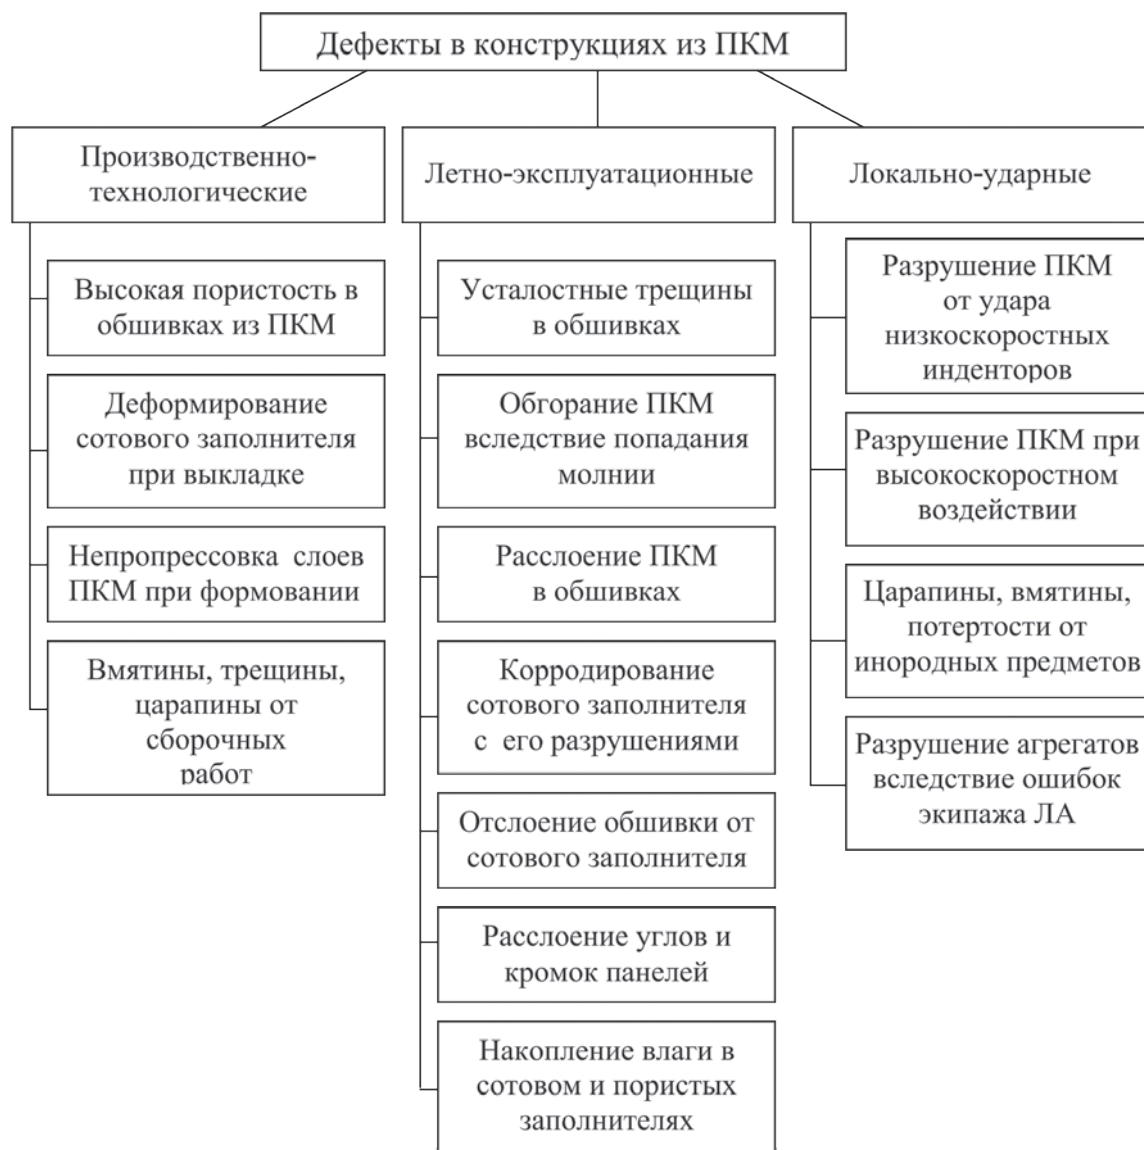 Дефекты в конструкциях из ПКМ
Производственно-
технологические
Высокая пористость в
обшивках из ПКМ
Деформирование
сотового заполнителя
при выкладке
Непропрессовка слоев
ПКМ при формовании
Вмятины, трещины,
царапины от
сборочных
работ
Летно-эксплуатационные
Усталостные трещины
в обшивках
Обгорание ПКМ
вследствие попадания
молнии
Расслоение ПКМ
в обшивках
Корродирование
сотового заполнителя
с его разрушениями
Отслоение обшивки от
сотового заполнителя
Расслоение углов и
кромок панелей
Накопление влаги в
сотовом и пористых
заполнителях
Локально-ударные
Разрушение ПКМ
от удара
низкоскоростных
инденторов
Разрушение ПКМ при
высокоскоростном
воздействии
Царапины, вмятины,
потертости от
инородных предметов
Разрушение агрегатов
вследствие ошибок
экипажа ЛА